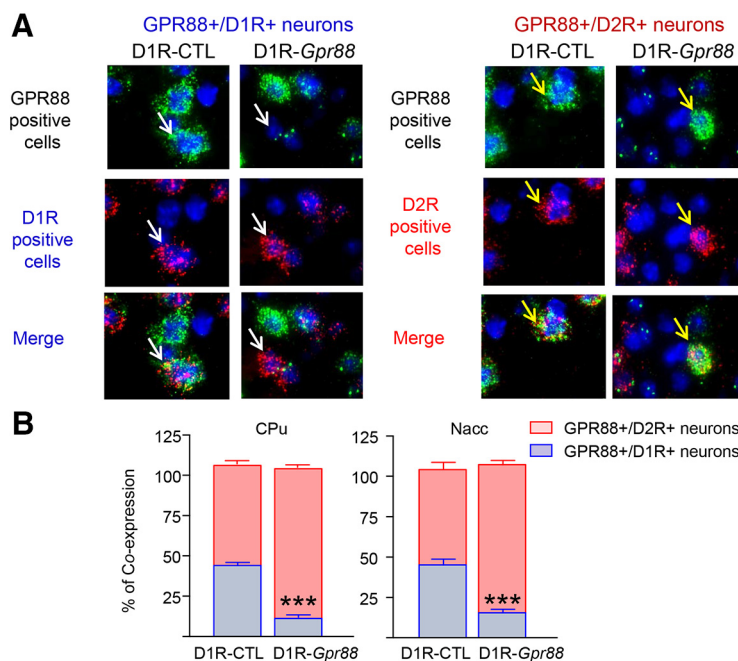 A
GPR88+/D1R+ neurons
D1R-CTL D1R-Gpr88
GPR88+/D2R+ neurons
D1R-CTL D1R-Gpr88
GPR88
positive
cells
GPR88
positive
cells
D1R
positive
cells
D2R
positive
cells
Merge
Merge
B
GPR88+/D2R+ neurons
GPR88+/D1R+ neurons
CPu
% of Co-expression
125
100
75
50
25
***
D1R-CTL D1R-Gpr88
Nacc
125
100
75
50
25
***
D1R-CTL D1R-Gpr88